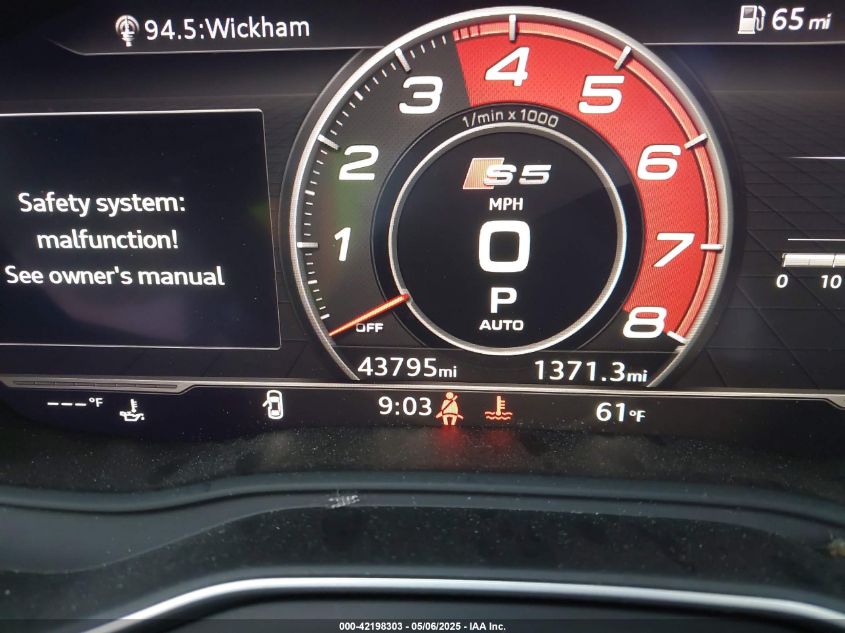 94.5:Wickham
65 mi
Safety system:
malfunction!
See owner's manual
1
2
3
4
5
6
7
8
1/min x 1000
S5
MPH
0
P
AUTO
OFF
0 10
43795mi 1371.3mi
---°F 9:03 61°F
000-42198303 - 05/06/2025 - IAA Inc.